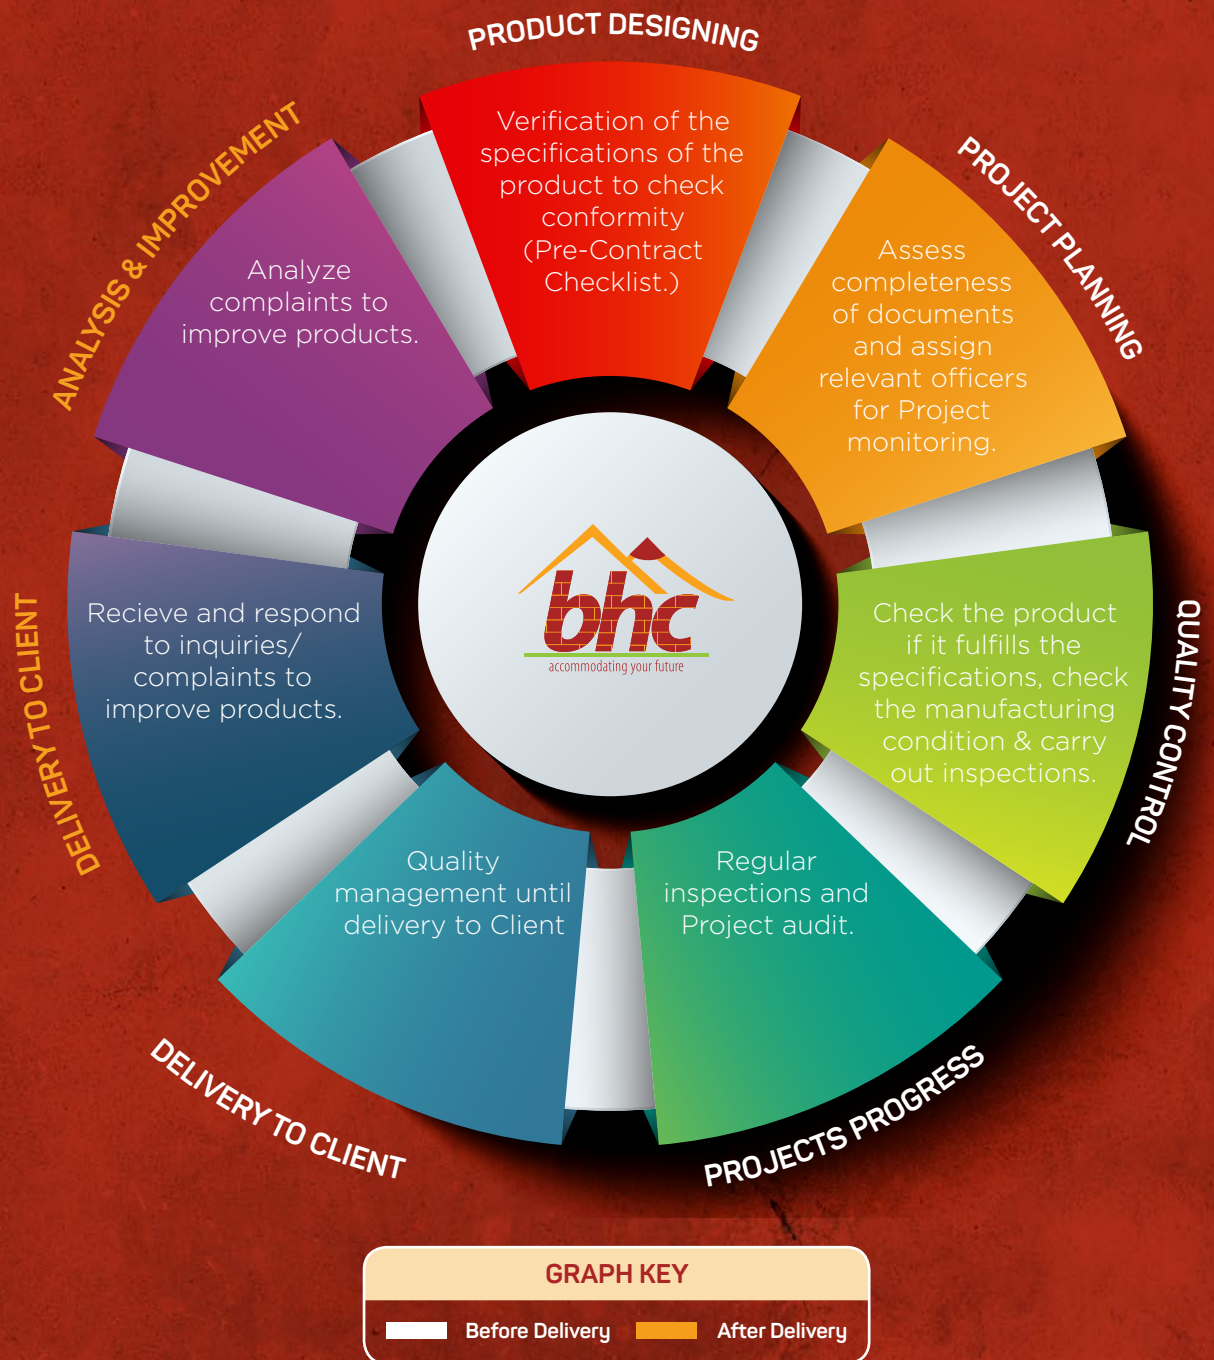 PRODUCT DESIGNING
Verification of the
specifications of the
product to check
conformity
(Pre-Contract
Checklist.)
PROJECT PLANNING
Assess
completeness
of documents
and assign
relevant officers
for Project
monitoring.
QUALITY CONTROL
Check the product
if it fulfills the
specifications, check
the manufacturing
condition & carry
out inspections.
PROJECTS PROGRESS
Regular
inspections and
Project audit.
DELIVERY TO CLIENT
Quality
management until
delivery to Client
DELIVERY TO CLIENT
Recieve and respond
to inquiries/
complaints to
improve products.
ANALYSIS & IMPROVEMENT
Analyze
complaints to
improve products.
bhc
accommodating your future
GRAPH KEY
Before Delivery
After Delivery